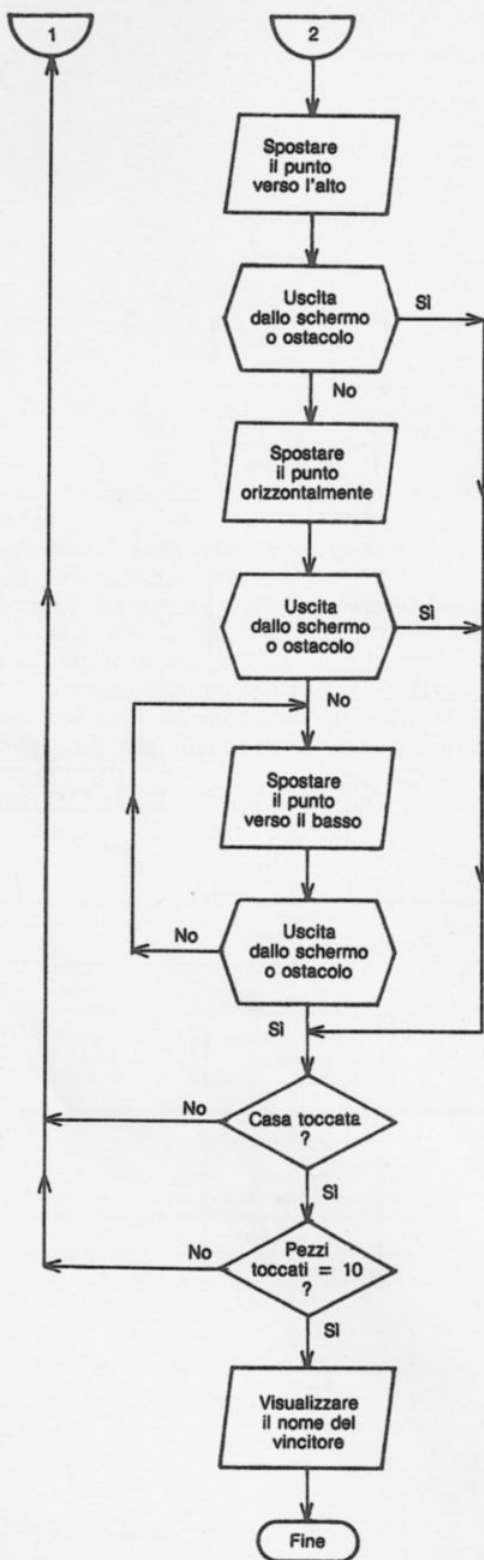 1
2
Spostare
il punto
verso l'alto
Uscita
dallo schermo
o ostacolo
Sì
No
Spostare
il punto
orizzontalmente
Uscita
dallo schermo
o ostacolo
Sì
No
Spostare
il punto
verso il basso
Uscita
dallo schermo
o ostacolo
No
Sì
Casa toccata
?
No
Sì
Pezzi
toccati = 10
?
No
Sì
Visualizzare
il nome del
vincitore
Fine